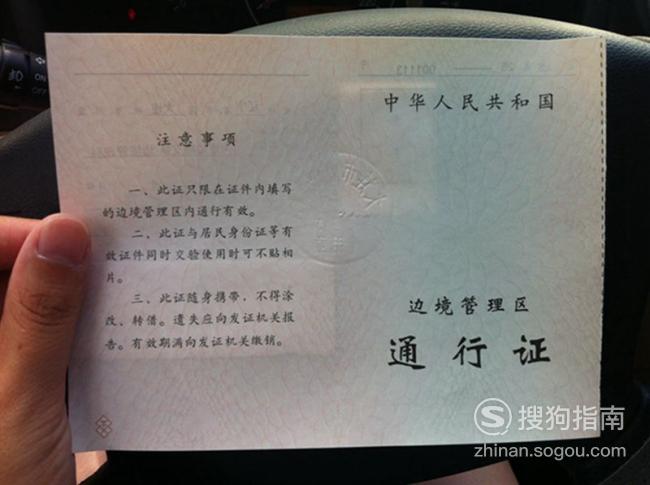 ON
OFF
001113
中华人民共和国
注意事项
一、此证只限在证件内填写
的边境管理区内通行有效。
二、此证与居民身份证等有
效证件同时交验使用时可不贴相
片。
三、此证随身携带，不得涂
改、转借。遗失应向发证机关报
告。有效期满向发证机关缴销。
边境管理区
通行证
搜狗指南
zhinan.sogou.com